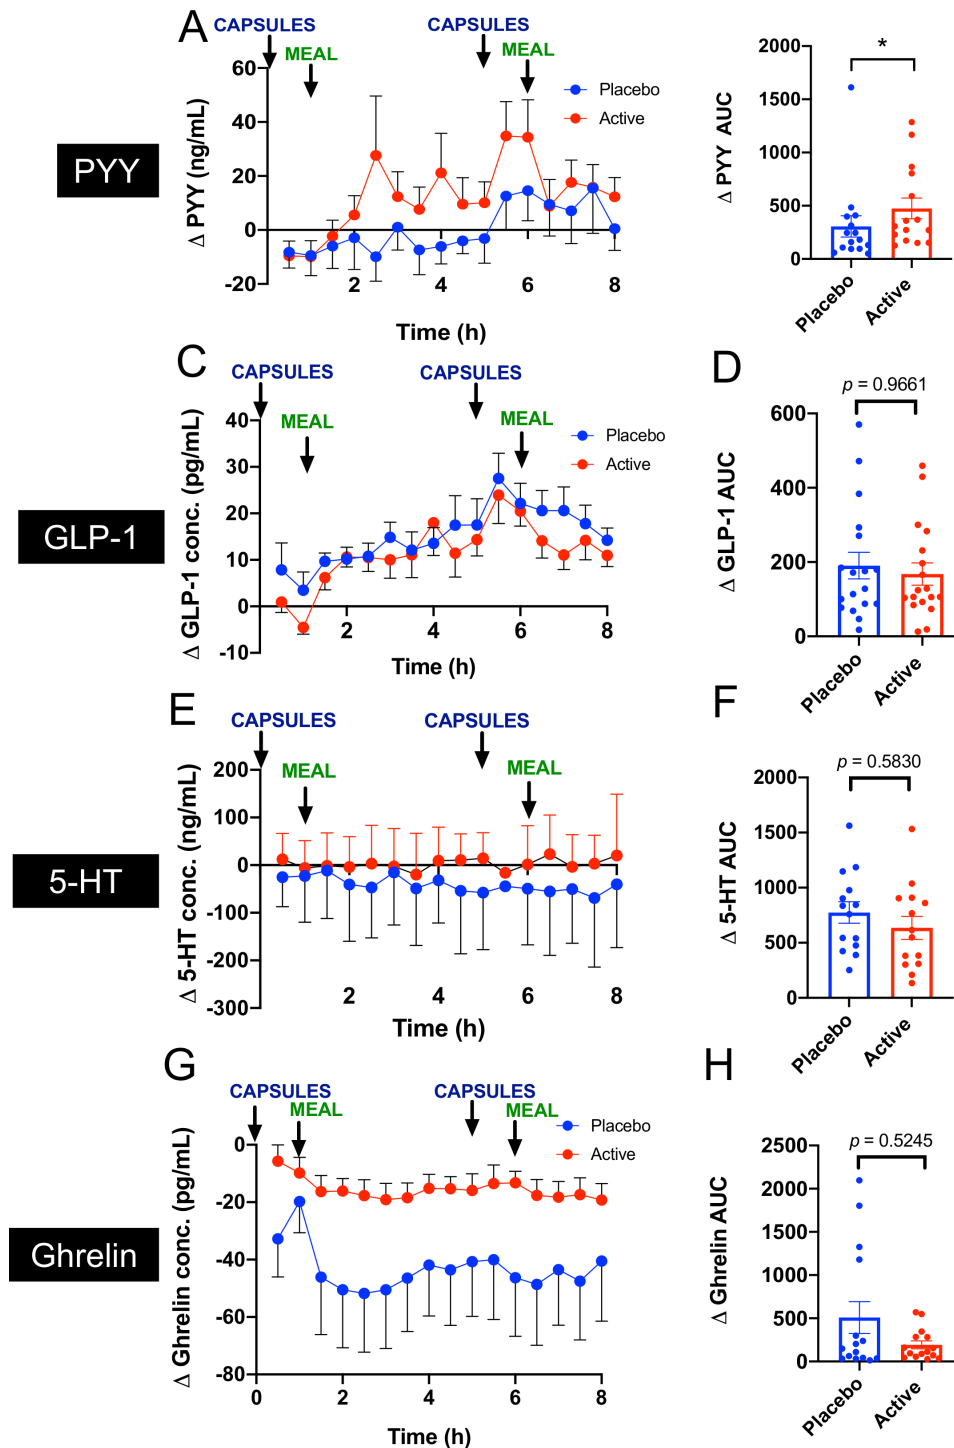 A
CAPSULES
CAPSULES
MEAL
MEAL
PYY
Δ PYY (ng/mL)
60
40
20
0
-20
2
4
6
8
Time (h)
Placebo
Active
Δ PYY AUC
2000
1500
1000
500
0
*
Placebo
Active
C
CAPSULES
CAPSULES
MEAL
MEAL
GLP-1
Δ GLP-1 conc. (pg/mL)
40
30
20
10
0
-10
2
4
6
8
Time (h)
Placebo
Active
D
p = 0.9661
Δ GLP-1 AUC
600
400
200
0
Placebo
Active
E
CAPSULES
CAPSULES
MEAL
MEAL
5-HT
Δ 5-HT conc. (ng/mL)
200
100
0
-100
-200
-300
2
4
6
8
Time (h)
F
p = 0.5830
Δ 5-HT AUC
2000
1500
1000
500
0
Placebo
Active
G
CAPSULES
CAPSULES
MEAL
MEAL
Ghrelin
Δ Ghrelin conc. (pg/mL)
0
-20
-40
-60
-80
0
2
4
6
8
Time (h)
Placebo
Active
H
p = 0.5245
Δ Ghrelin AUC
2500
2000
1500
1000
500
0
Placebo
Active